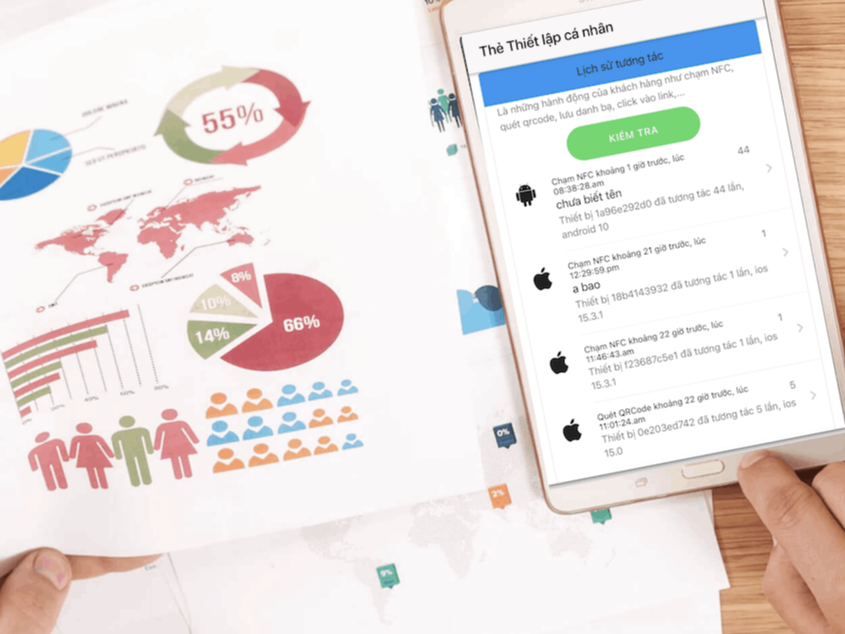 55%
8%
10%
14%
66%
0%
2%
9%
Thẻ Thiết lập cá nhân
Lịch sử tương tác
Là những hành động của khách hàng như chạm NFC,
quét qrcode, lưu danh bạ, click vào link,...
KIỂM TRA
Chạm NFC khoảng 1 giờ trước, lúc
08:38:28.am
44
chưa biết tên
Thiết bị 1a96e292d0 đã tương tác 44 lần,
android 10
Chạm NFC khoảng 21 giờ trước, lúc
12:29:59.pm
1
a bao
Thiết bị 18b4143932 đã tương tác 1 lần, ios
15.3.1
Chạm NFC khoảng 22 giờ trước, lúc
11:46:43.am
1
Thiết bị f23687c5e1 đã tương tác 1 lần, ios
15.3.1
Quét QRCode khoảng 22 giờ trước, lúc
11:01:24.am
5
Thiết bị 0e203ed742 đã tương tác 5 lần, ios
15.0